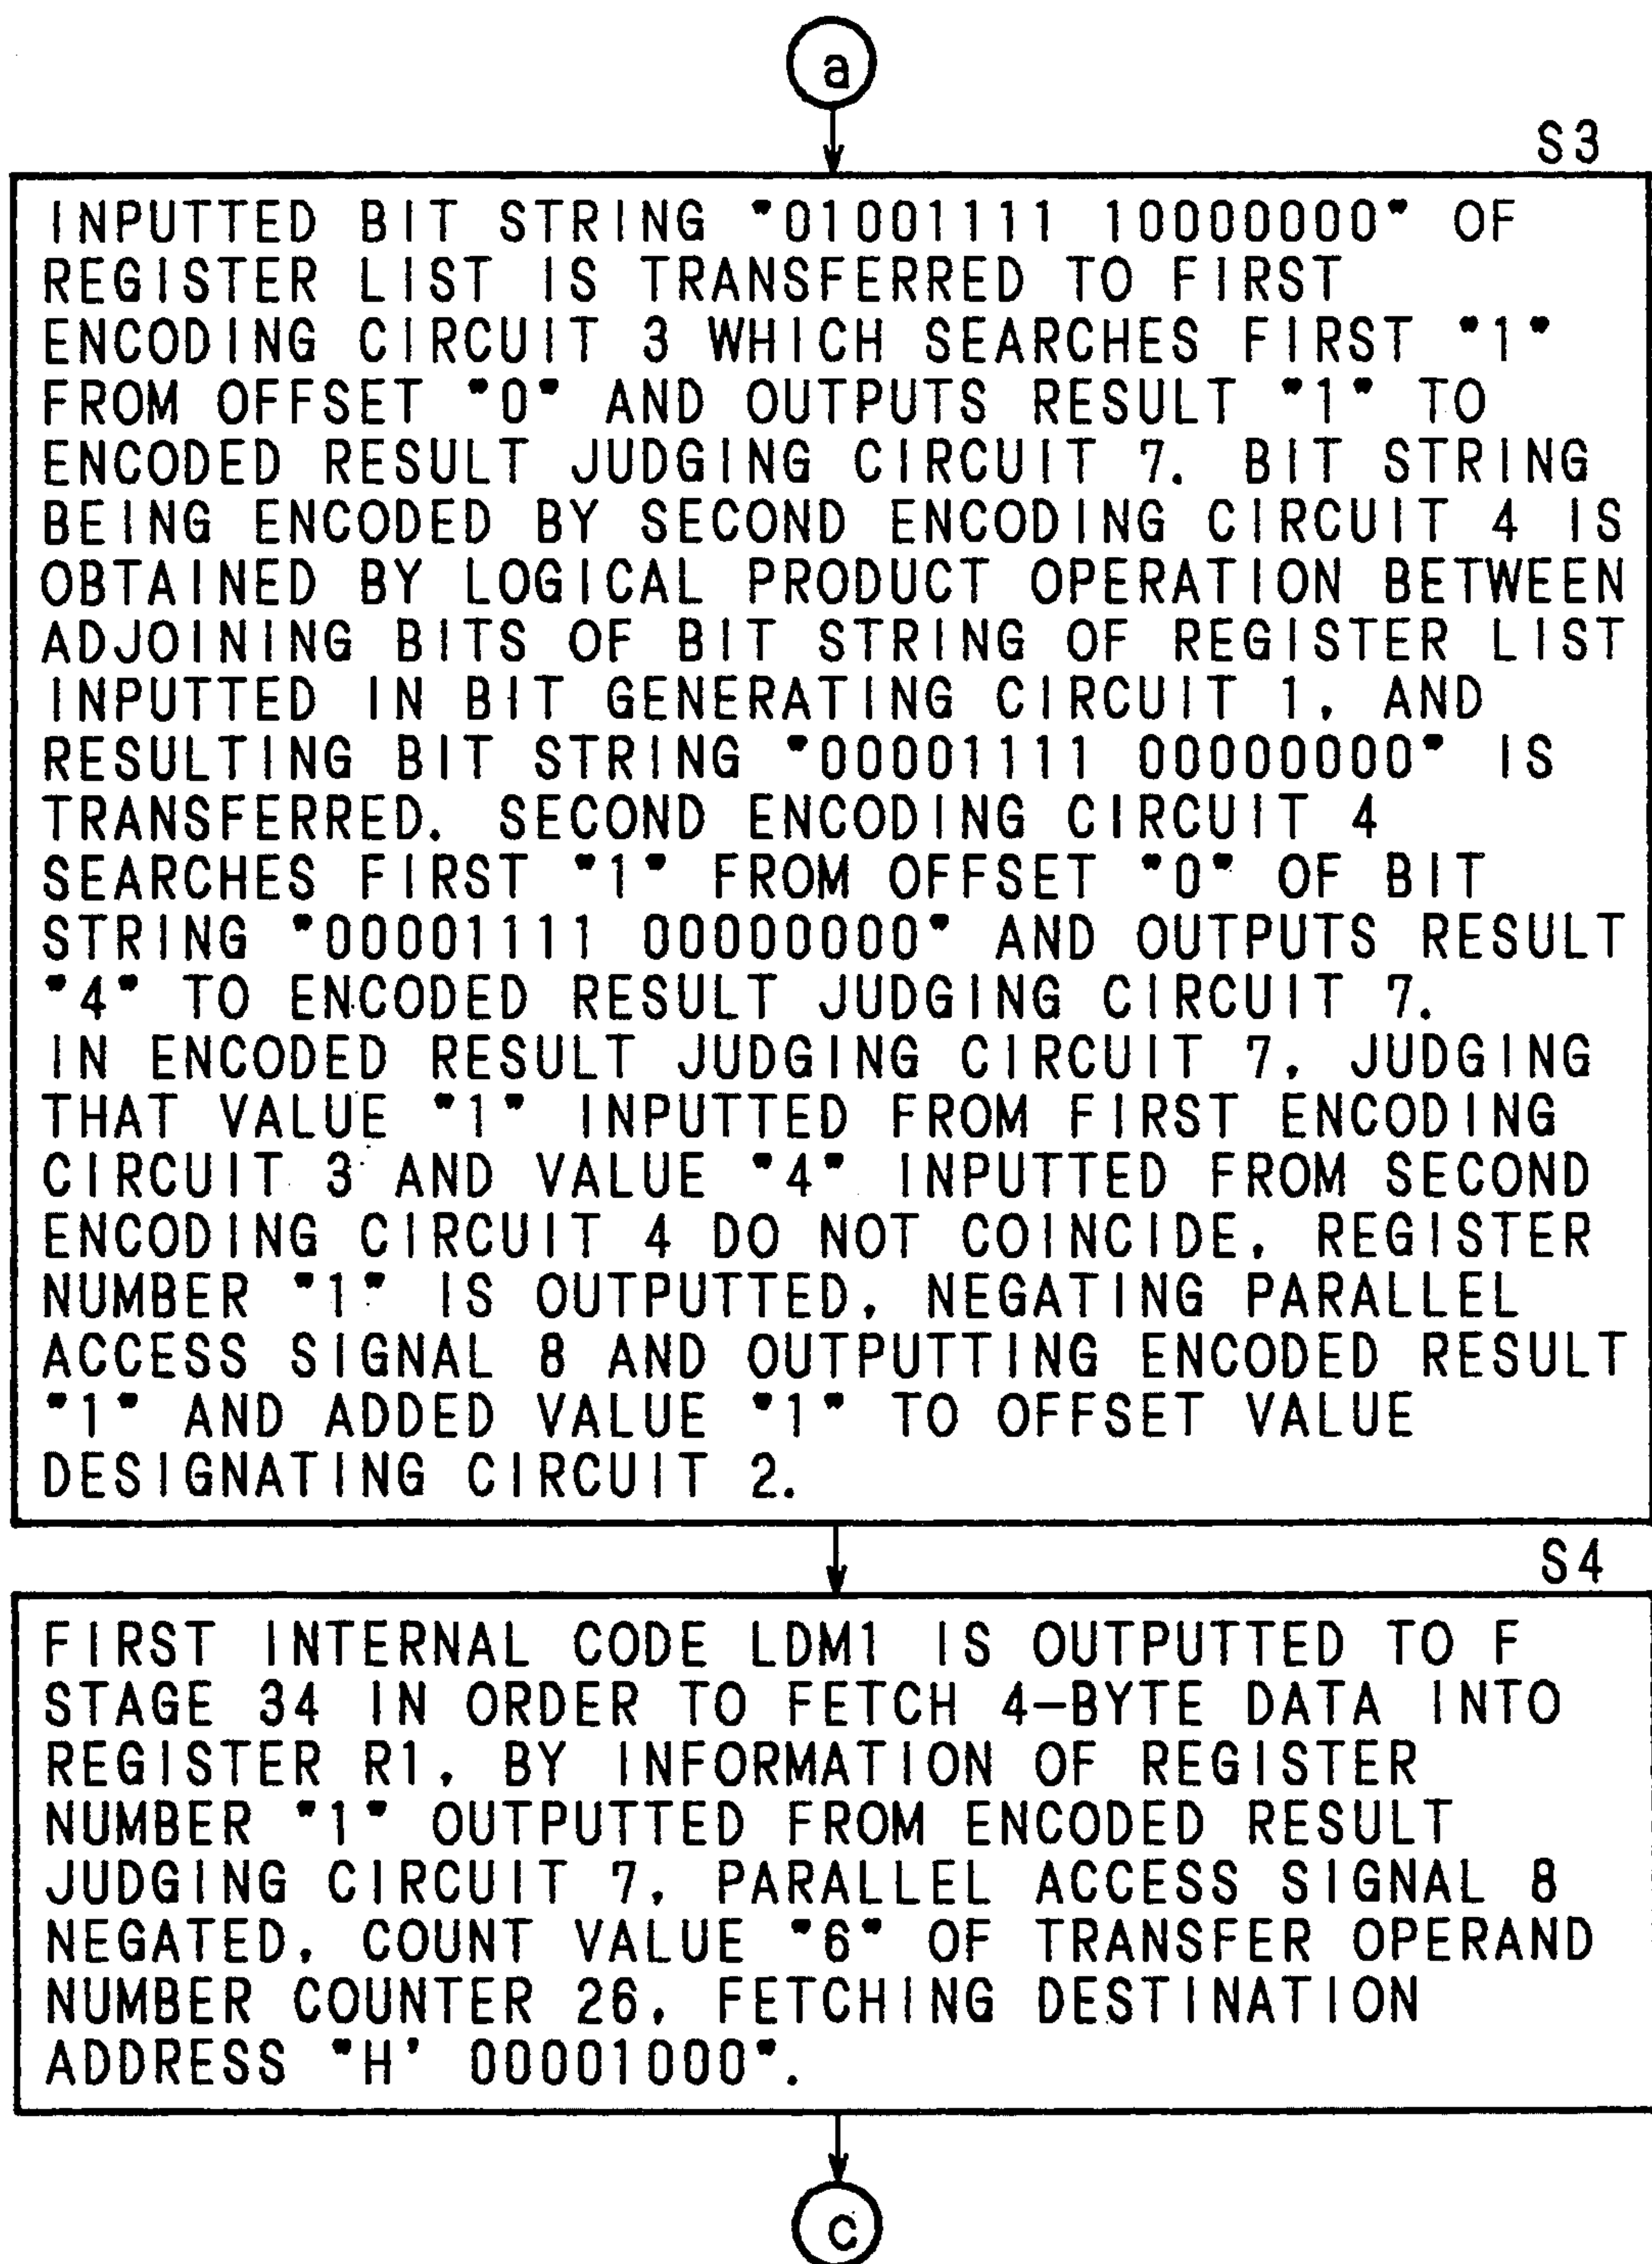 a
S3
INPUTTED BIT STRING "01001111 10000000" OF
REGISTER LIST IS TRANSFERRED TO FIRST
ENCODING CIRCUIT 3 WHICH SEARCHES FIRST "1"
FROM OFFSET "0" AND OUTPUTS RESULT "1" TO
ENCODED RESULT JUDGING CIRCUIT 7. BIT STRING
BEING ENCODED BY SECOND ENCODING CIRCUIT 4 IS
OBTAINED BY LOGICAL PRODUCT OPERATION BETWEEN
ADJOINING BITS OF BIT STRING OF REGISTER LIST
INPUTTED IN BIT GENERATING CIRCUIT 1, AND
RESULTING BIT STRING "00001111 00000000" IS
TRANSFERRED. SECOND ENCODING CIRCUIT 4
SEARCHES FIRST "1" FROM OFFSET "0" OF BIT
STRING "00001111 00000000" AND OUTPUTS RESULT
"4" TO ENCODED RESULT JUDGING CIRCUIT 7.
IN ENCODED RESULT JUDGING CIRCUIT 7, JUDGING
THAT VALUE "1" INPUTTED FROM FIRST ENCODING
CIRCUIT 3 AND VALUE "4" INPUTTED FROM SECOND
ENCODING CIRCUIT 4 DO NOT COINCIDE, REGISTER
NUMBER "1" IS OUTPUTTED, NEGATING PARALLEL
ACCESS SIGNAL 8 AND OUTPUTTING ENCODED RESULT
"1" AND ADDED VALUE "1" TO OFFSET VALUE
DESIGNATING CIRCUIT 2.
S4
FIRST INTERNAL CODE LDM1 IS OUTPUTTED TO F
STAGE 34 IN ORDER TO FETCH 4-BYTE DATA INTO
REGISTER R1, BY INFORMATION OF REGISTER
NUMBER "1" OUTPUTTED FROM ENCODED RESULT
JUDGING CIRCUIT 7, PARALLEL ACCESS SIGNAL 8
NEGATED, COUNT VALUE "6" OF TRANSFER OPERAND
NUMBER COUNTER 26, FETCHING DESTINATION
ADDRESS "H' 00001000".
c